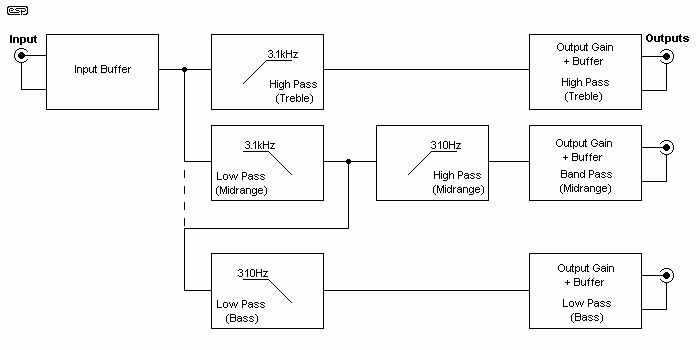 esp
Input
Input Buffer
3.1kHz
High Pass
(Treble)
Output Gain
+ Buffer
High Pass
(Treble)
Outputs
3.1kHz
Low Pass
(Midrange)
310Hz
High Pass
(Midrange)
Output Gain
+ Buffer
Band Pass
(Midrange)
310Hz
Low Pass
(Bass)
Output Gain
+ Buffer
Low Pass
(Bass)